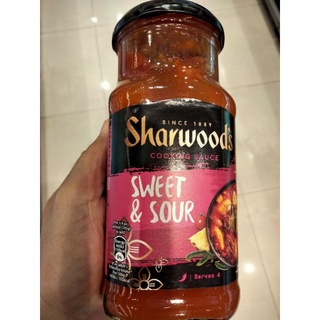 SINCE 1889
Sharwood's
COOKING SAUCE
SWEET
& SOUR
Serves 4